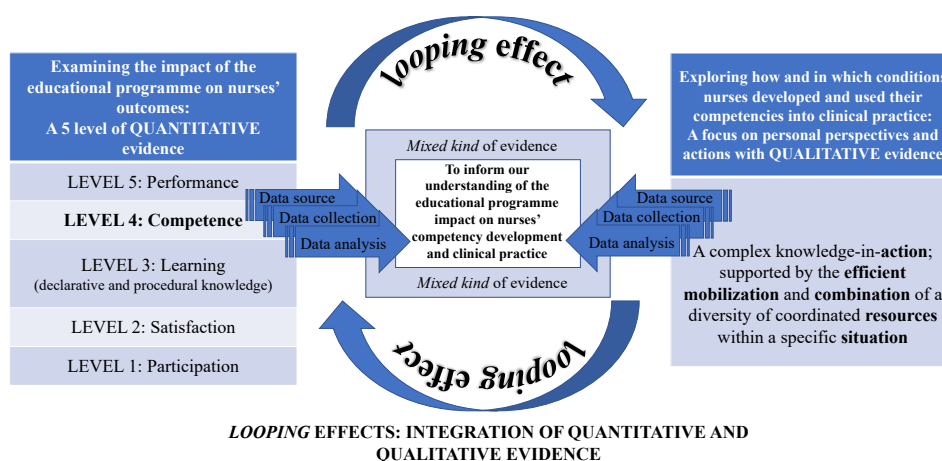 looping effect
Examining the impact of the
educational programme on nurses'
outcomes:
A 5 level of QUANTITATIVE
evidence
LEVEL 5: Performance
LEVEL 4: Competence
LEVEL 3: Learning
(declarative and procedural knowledge)
LEVEL 2: Satisfaction
LEVEL 1: Participation
Data source
Data collection
Data analysis
Mixed kind of evidence
To inform our
understanding of the
educational programme
impact on nurses'
competency development
and clinical practice
Mixed kind of evidence
Data source
Data collection
Data analysis
Exploring how and in which condition
nurses developed and used their
competencies into clinical practice:
A focus on personal perspectives and
actions with QUALITATIVE evidence
A complex knowledge-in-action;
supported by the efficient
mobilization and combination of a
diversity of coordinated resources
within a specific situation
looping effect
LOOPING EFFECTS: INTEGRATION OF QUANTITATIVE AND
QUALITATIVE EVIDENCE